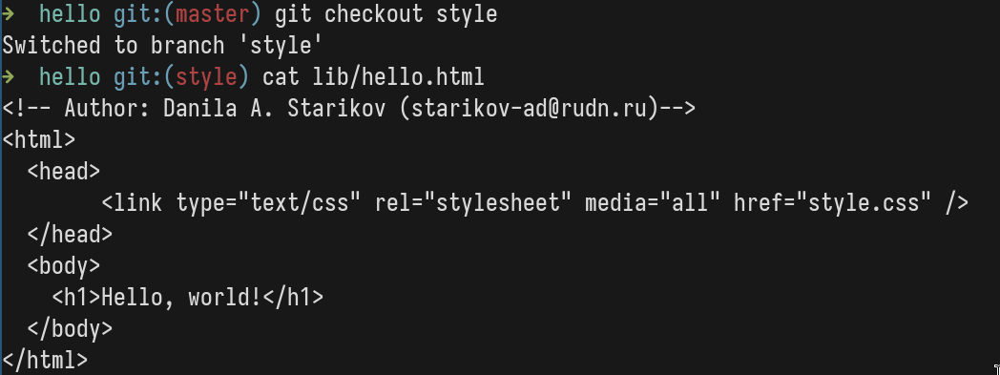 ➜  hello git:(master) git checkout style
Switched to branch 'style'
➜  hello git:(style) cat lib/hello.html
<!-- Author: Danila A. Starikov (starikov-ad@rudn.ru)-->
<html>
  <head>
        <link type="text/css" rel="stylesheet" media="all" href="style.css" />
  </head>
  <body>
    <h1>Hello, world!</h1>
  </body>
</html>